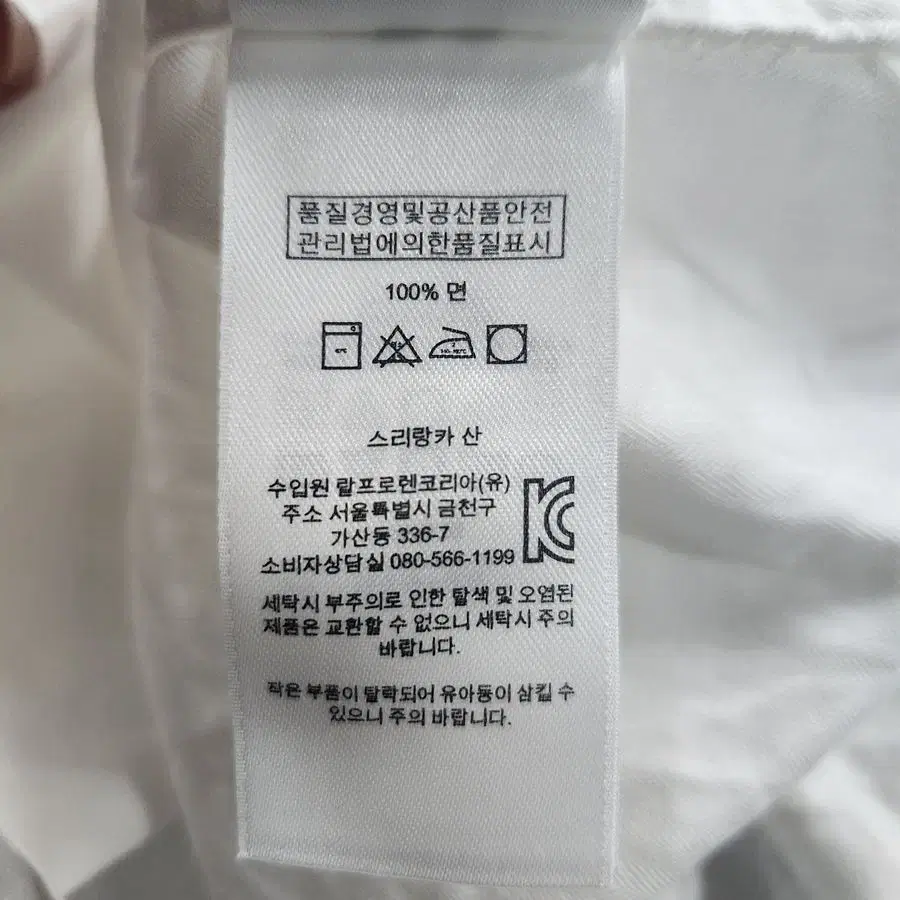 품질경영및공산품안전
관리법에의한품질표시
100% 면
스리랑카 산
수입원 랄프로렌코리아(유)
주소 서울특별시 금천구
가산동 336-7
소비자상담실 080-566-1199
세탁시 부주의로 인한 탈색 및 오염된
제품은 교환할 수 없으니 세탁시 주의
바랍니다.
작은 부품이 탈락되어 유아동이 삼킬 수
있으니 주의 바랍니다.